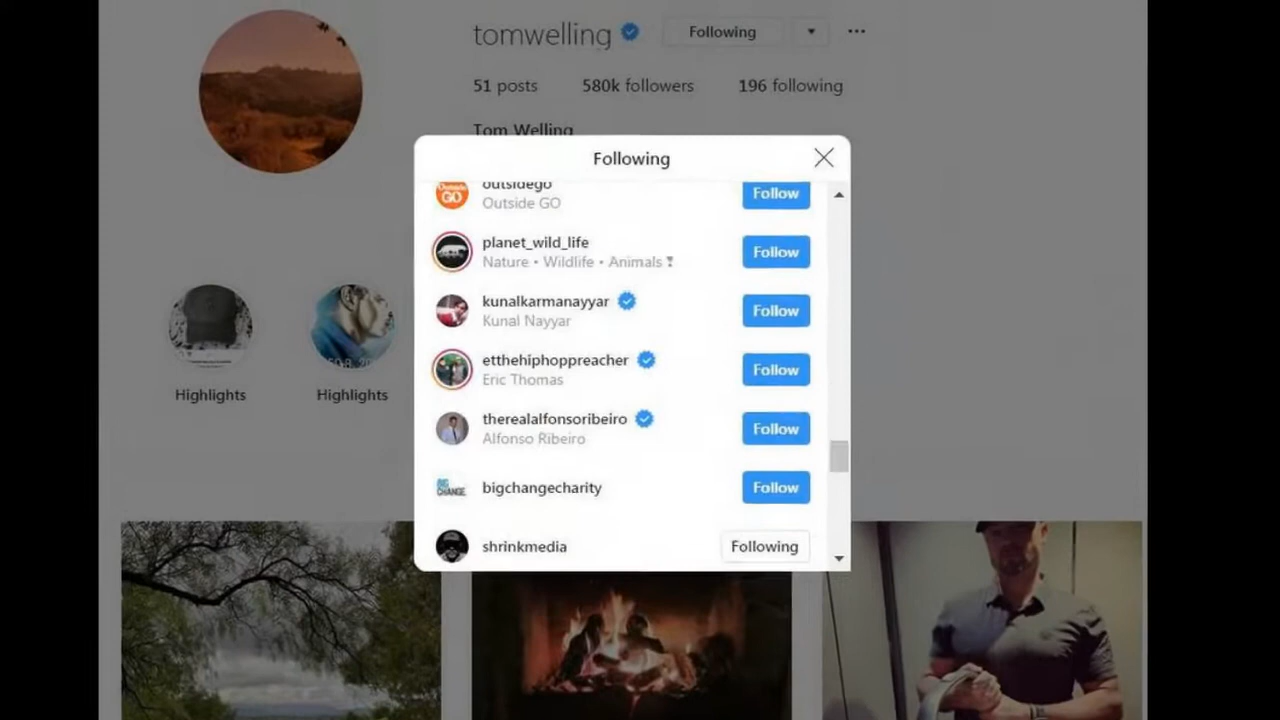 tomwelling
Following
51 posts
580k followers
196 following
Tom Welling
Following
outsidego
Outside GO
Follow
planet_wild_life
Nature • Wildlife • Animals
Follow
kunalkarmanayyar
Kunal Nayyar
Follow
etthehiphoppreacher
Eric Thomas
Follow
therealalfonsoribeiro
Alfonso Ribeiro
Follow
BIG
CHANGE
bigchangecharity
Follow
shrinkmedia
Following
Highlights
Highlights